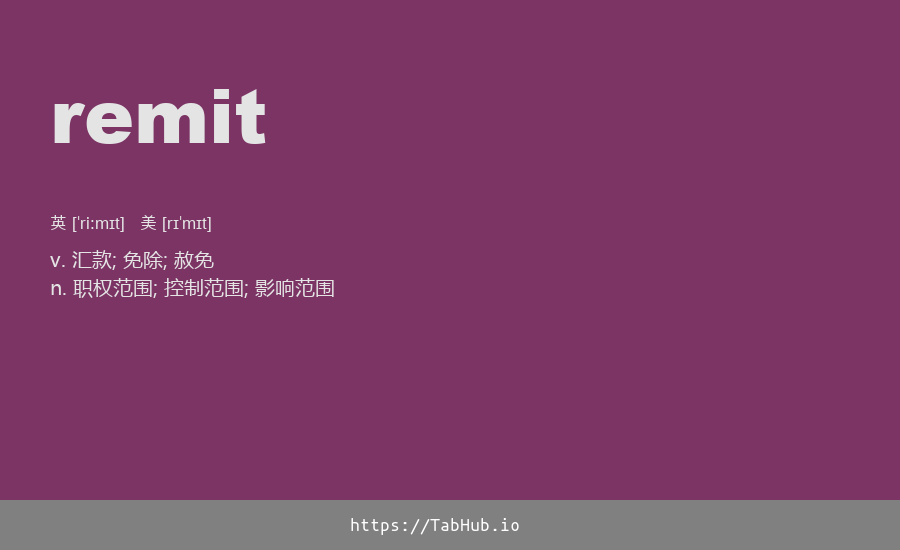 remit
英 [ˈriːmɪt] 美 [rɪˈmɪt]
v. 汇款; 免除; 赦免
n. 职权范围; 控制范围; 影响范围
https://TabHub.io